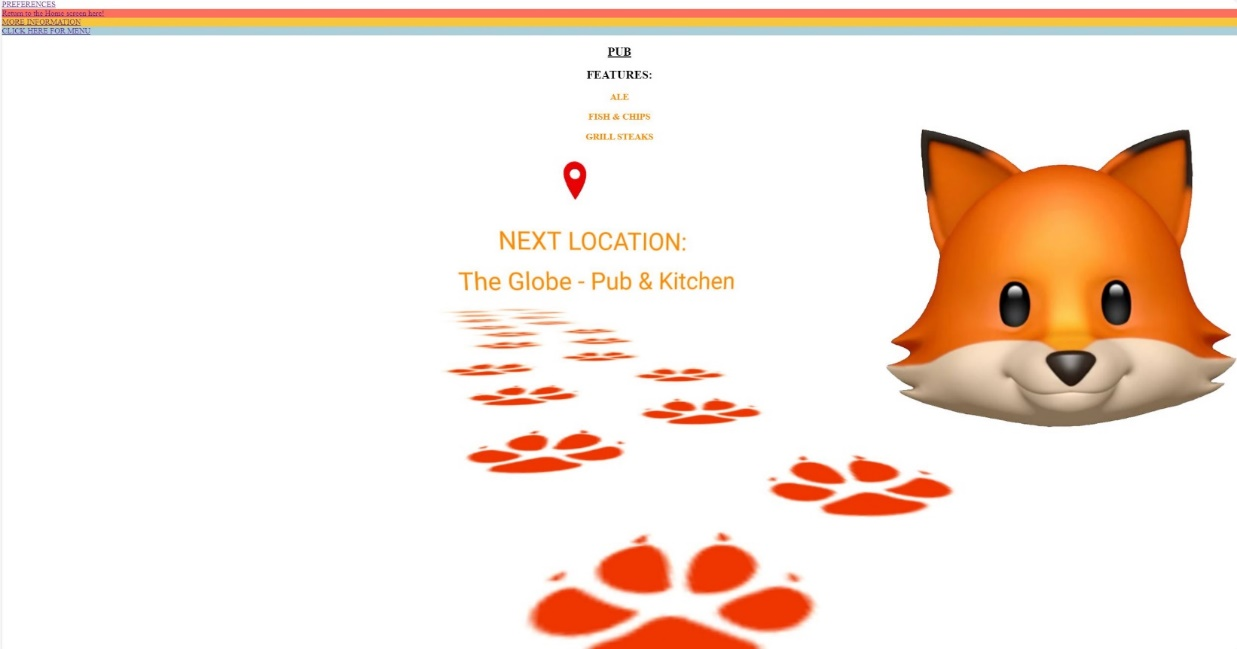 PREFERENCES
Return to the Home screen here!
MORE INFORMATION
CLICK HERE FOR MENU
PUB
FEATURES:
ALE
FISH & CHIPS
GRILL STEAKS
NEXT LOCATION:
The Globe - Pub & Kitchen